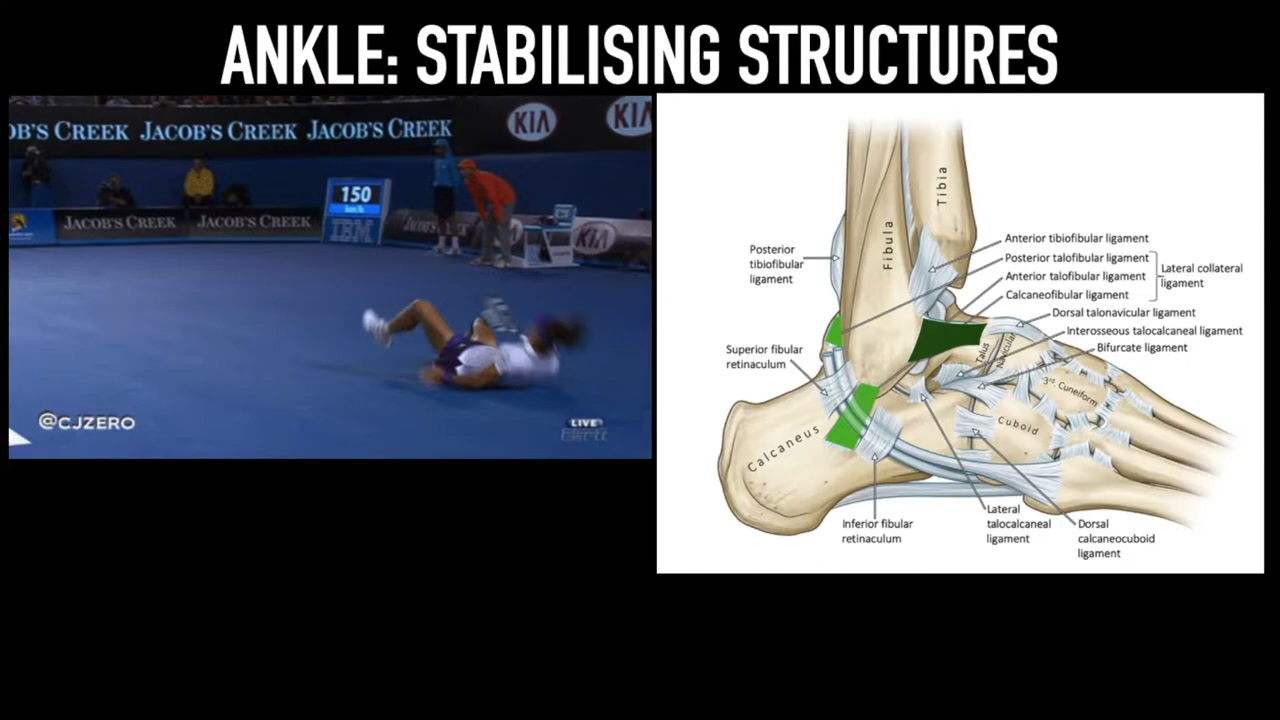 ANKLE: STABILISING STRUCTURES
OB'S CREEK JACOB'S CREEK JACOB'S CREEK KIA KIA
150
JACOB'S CREEK JACOB'S CREEK IBM JACOB'S CREEK KIA
@CJZERO
LIVE
Tibia
Fibula
Posterior
tibiofibular
ligament
Anterior tibiofibular ligament
Posterior talofibular ligament
Anterior talofibular ligament
Calcaneofibular ligament
Lateral collateral
ligament
Dorsal talonavicular ligament
Interosseous talocalcaneal ligament
Bifurcate ligament
Superior fibular
retinaculum
Talus
Navicular
3rd. Cuneiform
Cuboid
Calcaneus
Inferior fibular
retinaculum
Lateral
talocalcaneal
ligament
Dorsal
calcaneocuboid
ligament